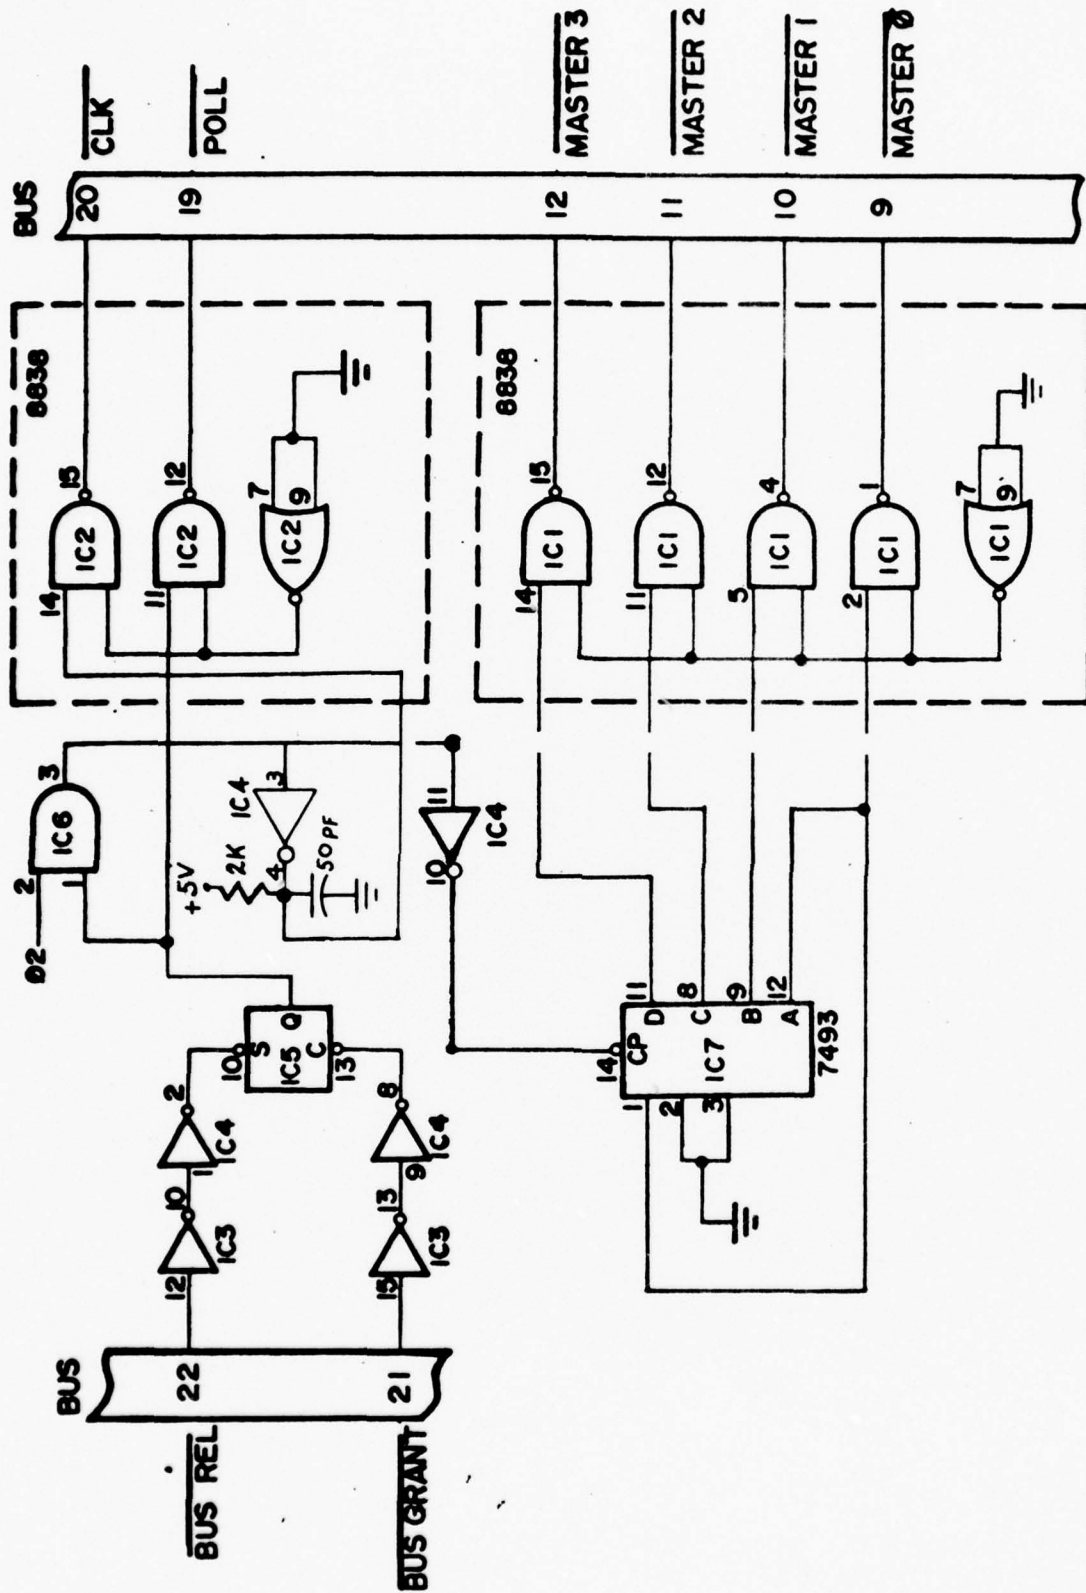 BUS
BUS REL
22
BUS GRANT
21
12
IC3
10
1
IC4
2
15
IC3
13
9
IC4
8
10
S
IC5
Q
C
13
Ø2
2
1
IC6
3
+5V
2K
50PF
4
IC4
3
11
IC4
10
14
CP
1
2
3
IC7
7493
D
11
C
8
B
9
A
12
8838
14
IC2
15
11
IC2
12
IC2
7
9
8838
14
IC1
15
11
IC1
12
5
IC1
4
2
IC1
1
IC1
7
9
BUS
20
CLK
19
POLL
12
MASTER 3
11
MASTER 2
10
MASTER 1
9
MASTER Ø